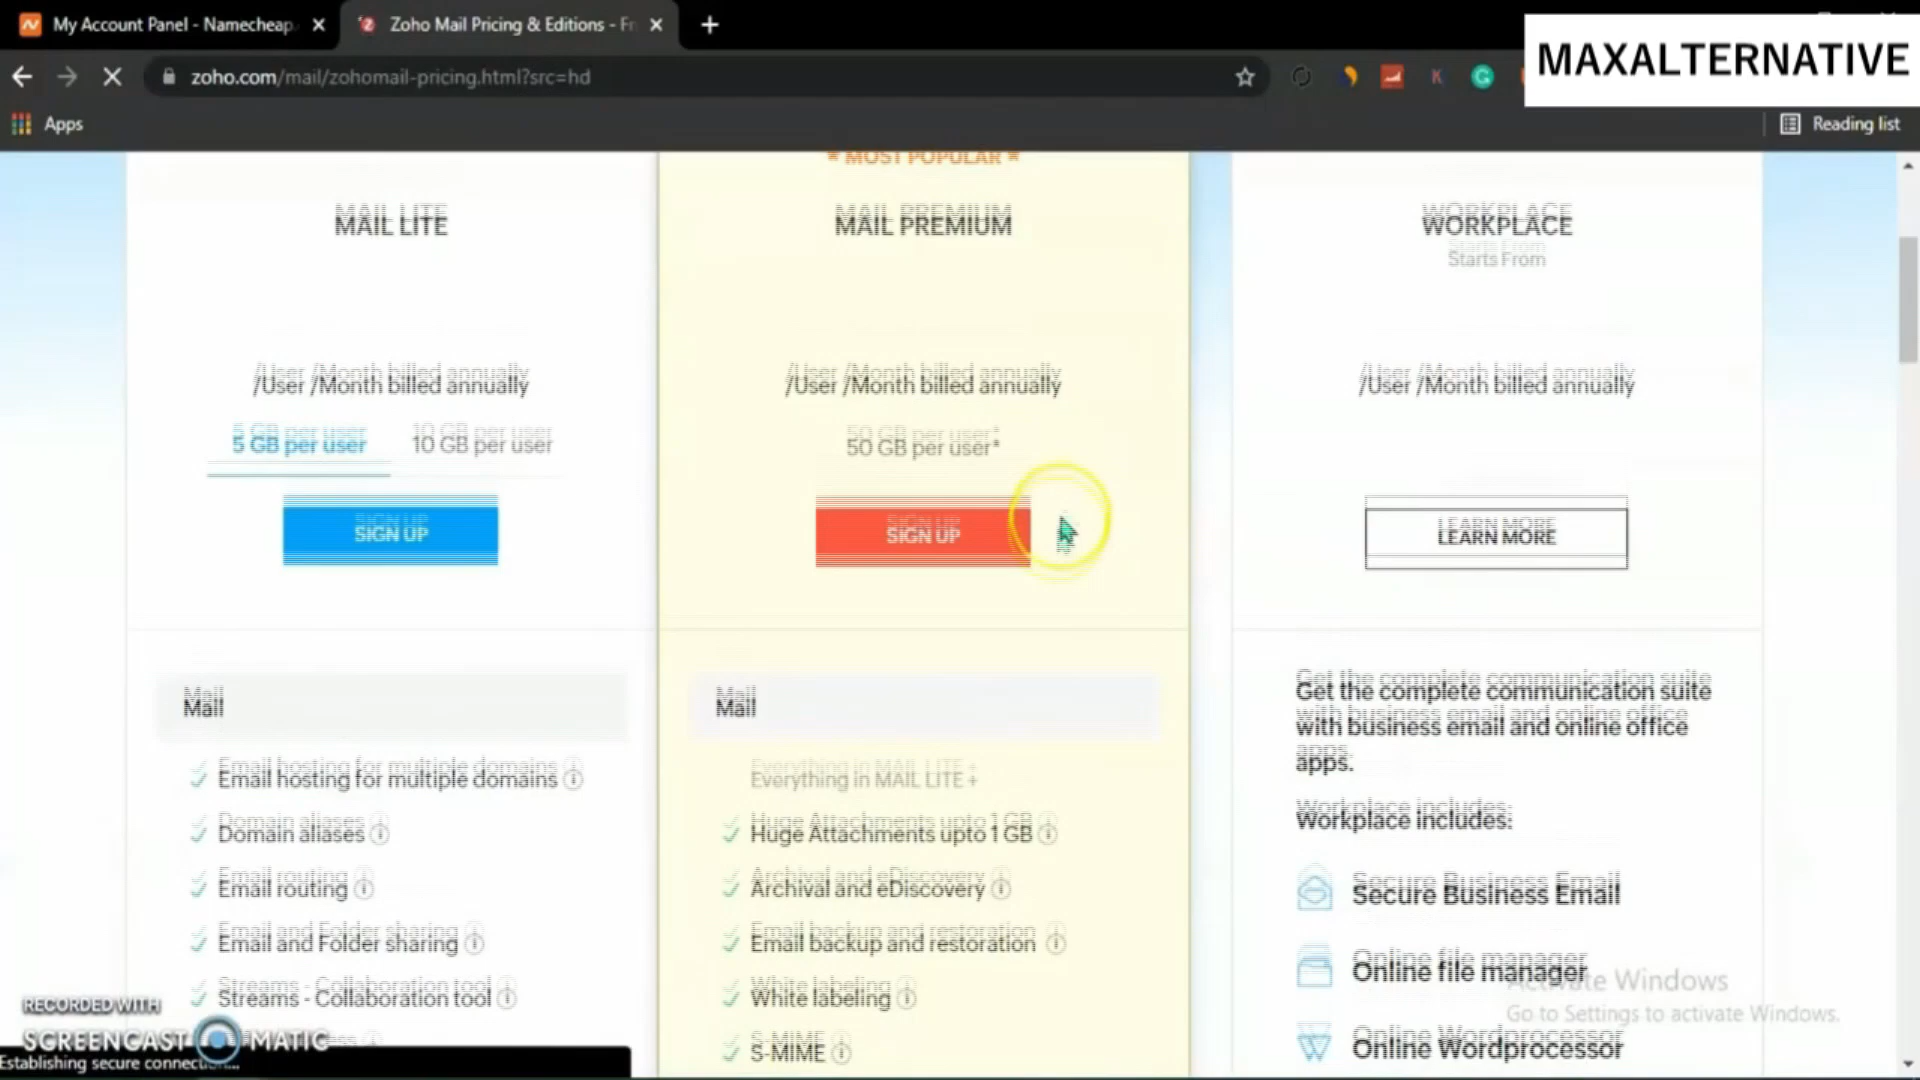 My Account Panel - Namecheap
Zoho Mail Pricing & Editions - Fr
MAXALTERNATIVE
zoho.com/mail/zohomail-pricing.html?src=hd
Apps
Reading list
* MOST POPULAR *
MAIL LITE
MAIL PREMIUM
WORKPLACE
Starts From
/User /Month billed annually
/User /Month billed annually
/User /Month billed annually
5 GB per user
10 GB per user
50 GB per user*
SIGN UP
SIGN UP
LEARN MORE
Mail
Email hosting for multiple domains
Domain aliases
Email routing
Email and Folder sharing
Streams - Collaboration tool
Mail
Everything in MAIL LITE +
Huge Attachments upto 1 GB
Archival and eDiscovery
Email backup and restoration
White labeling
S-MIME
Get the complete communication suite
with business email and online office
apps.
Workplace includes:
Secure Business Email
Online file manager
Online Wordprocessor
Activate Windows
Go to Settings to activate Windows.
RECORDED WITH
SCREENCAST MATIC
Establishing secure connection...